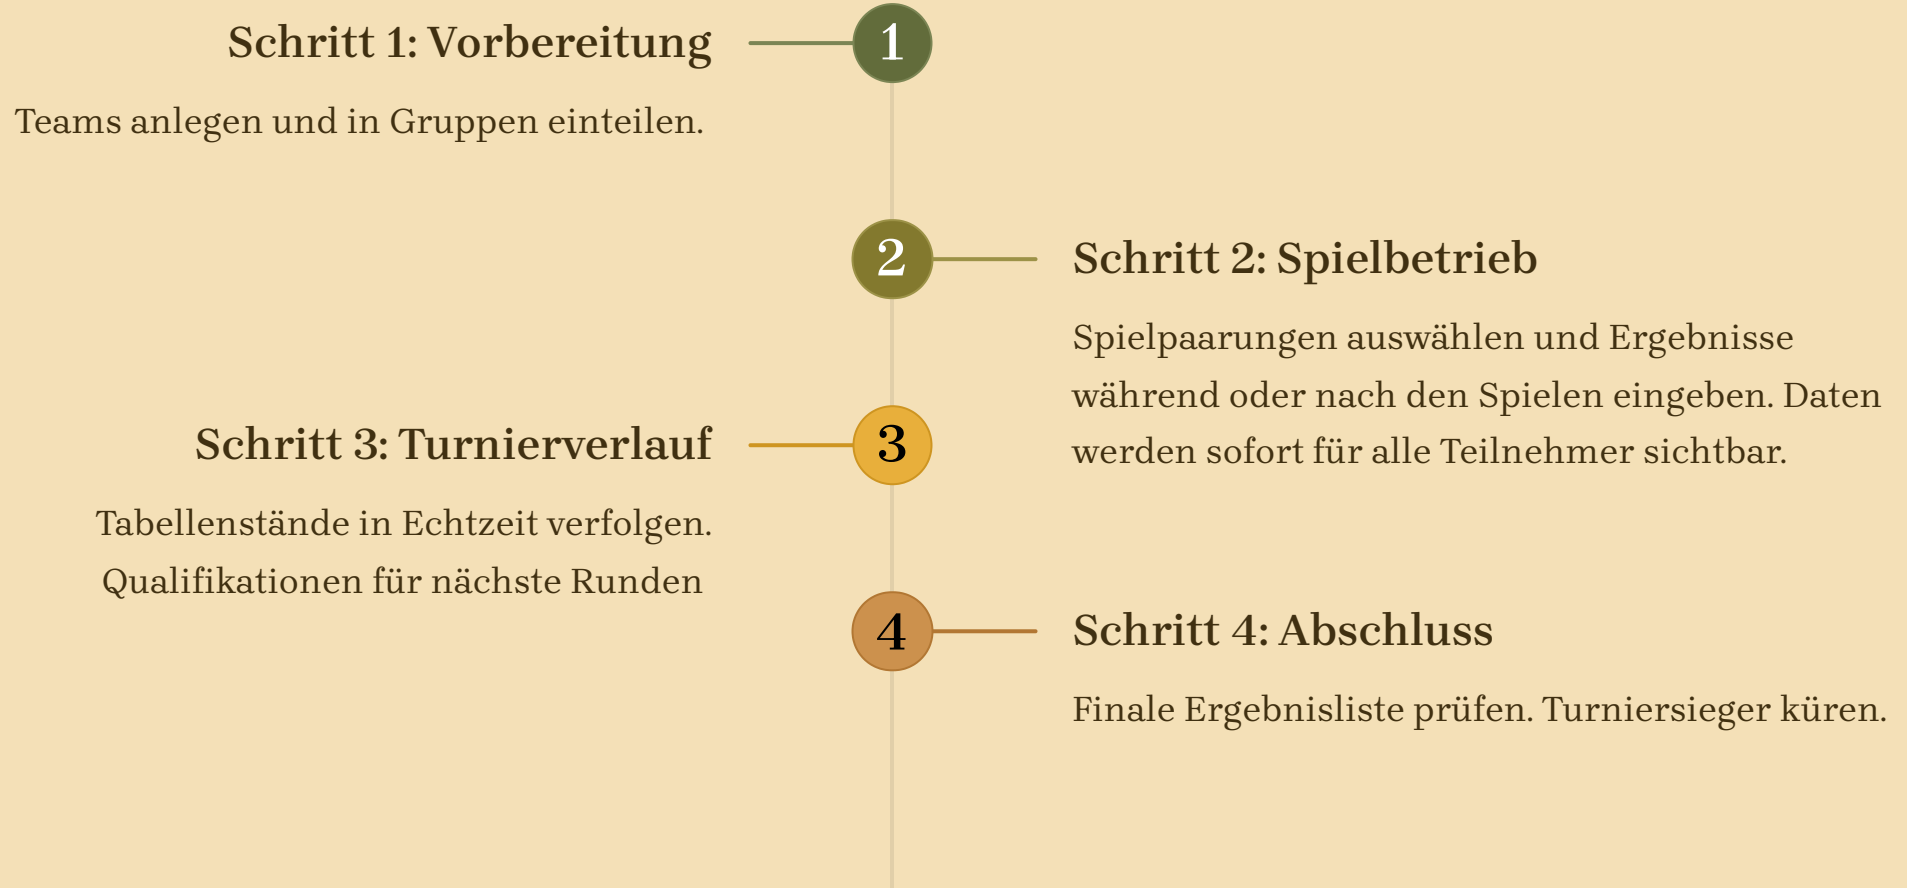 Schritt 1: Vorbereitung
1
Teams anlegen und in Gruppen einteilen.
2
Schritt 2: Spielbetrieb
Spielpaarungen auswählen und Ergebnisse
während oder nach den Spielen eingeben. Daten
werden sofort für alle Teilnehmer sichtbar.
Schritt 3: Turnierverlauf
3
Tabellenstände in Echtzeit verfolgen.
Qualifikationen für nächste Runden
4
Schritt 4: Abschluss
Finale Ergebnisliste prüfen. Turniersieger küren.